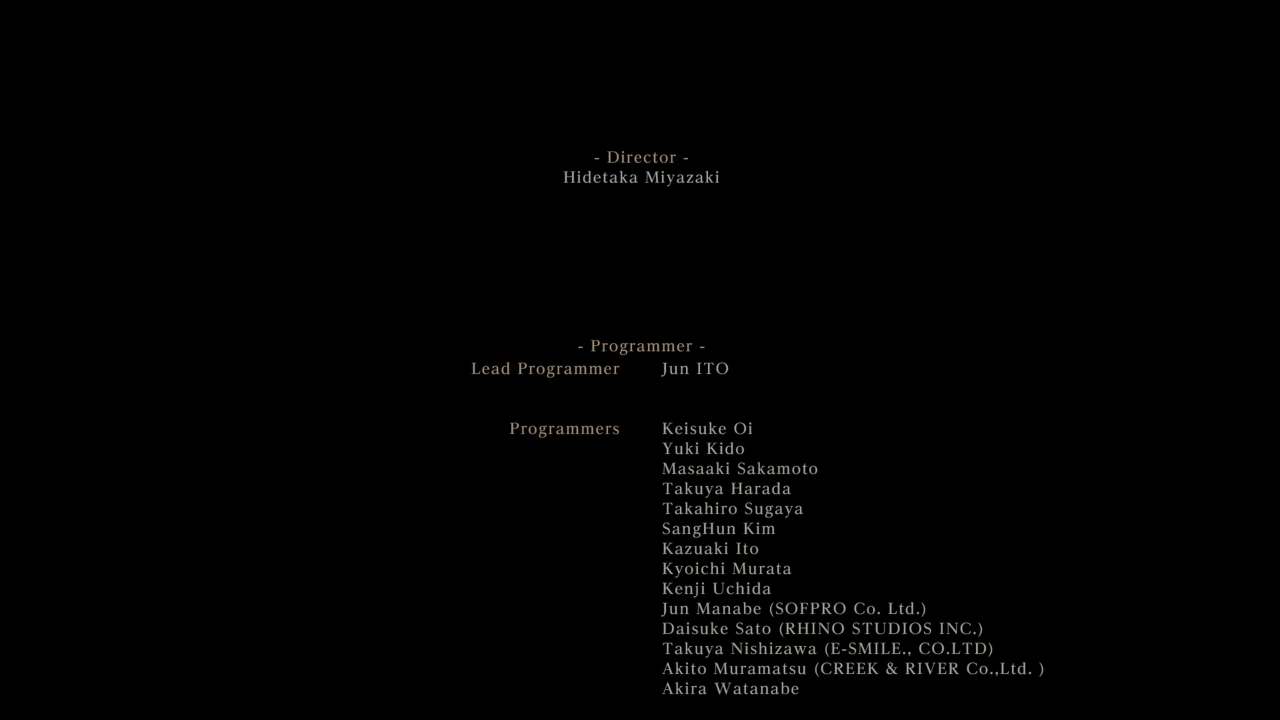 - Director -
Hidetaka Miyazaki
- Programmer -
Lead Programmer Jun ITO
Programmers Keisuke Oi
Yuki Kido
Masaaki Sakamoto
Takuya Harada
Takahiro Sugaya
SangHun Kim
Kazuaki Ito
Kyoichi Murata
Kenji Uchida
Jun Manabe (SOFPRO Co. Ltd.)
Daisuke Sato (RHINO STUDIOS INC.)
Takuya Nishizawa (E-SMILE., CO.LTD)
Akito Muramatsu (CREEK & RIVER Co.,Ltd. )
Akira Watanabe